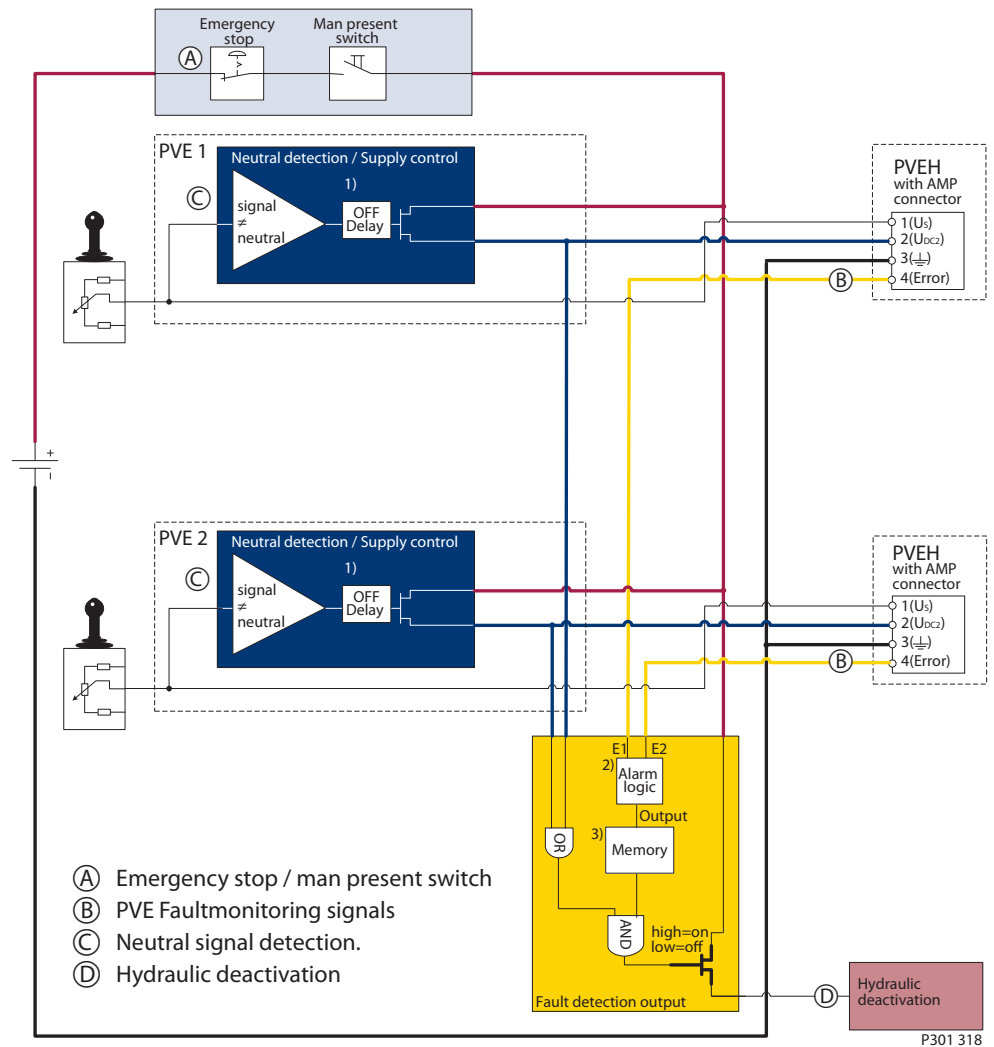 Emergency
stop
Man present
switch
A
PVE 1
Neutral detection / Supply control
C
1)
signal
≠
neutral
OFF
Delay
PVEH
with AMP
connector
1(Us)
2(UDC2)
3(⏚)
4(Error)
B
+
-
PVE 2
Neutral detection / Supply control
C
1)
signal
≠
neutral
OFF
Delay
PVEH
with AMP
connector
1(Us)
2(UDC2)
3(⏚)
4(Error)
B
E1 E2
2)
Alarm
logic
Output
3)
Memory
OR
AND
high=on
low=off
Fault detection output
D
Hydraulic
deactivation
A Emergency stop / man present switch
B PVE Faultmonitoring signals
C Neutral signal detection.
D Hydraulic deactivation
P301 318